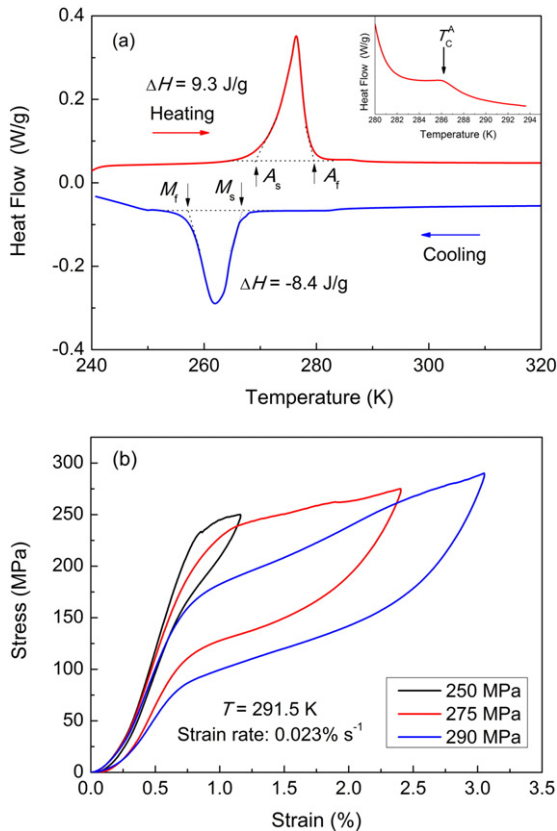 (a)
ΔH = 9.3 J/g
Heating
Heat Flow (W/g)
0.4
0.2
0.0
-0.2
-0.4
M_f
M_s
A_s
A_f
Cooling
ΔH = -8.4 J/g
240
260
280
300
320
Temperature (K)
T_C^A
Heat Flow (W/g)
280 282 284 286 288 290 292 294
Temperature (K)
(b)
Stress (MPa)
300
250
200
150
100
50
0
T = 291.5 K
Strain rate: 0.023% s⁻¹
250 MPa
275 MPa
290 MPa
0.0 0.5 1.0 1.5 2.0 2.5 3.0 3.5
Strain (%)